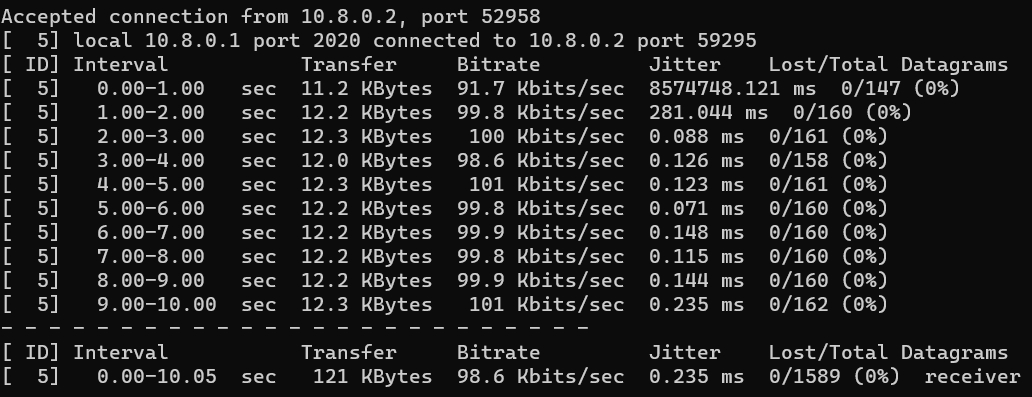 Accepted connection from 10.8.0.2, port 52958
[  5] local 10.8.0.1 port 2020 connected to 10.8.0.2 port 59295
[ ID] Interval           Transfer     Bitrate         Jitter    Lost/Total Datagrams
[  5]   0.00-1.00   sec  11.2 KBytes  91.7 Kbits/sec  8574748.121 ms  0/147 (0%)
[  5]   1.00-2.00   sec  12.2 KBytes  99.8 Kbits/sec  281.044 ms  0/160 (0%)
[  5]   2.00-3.00   sec  12.3 KBytes   100 Kbits/sec  0.088 ms  0/161 (0%)
[  5]   3.00-4.00   sec  12.0 KBytes  98.6 Kbits/sec  0.126 ms  0/158 (0%)
[  5]   4.00-5.00   sec  12.3 KBytes   101 Kbits/sec  0.123 ms  0/161 (0%)
[  5]   5.00-6.00   sec  12.2 KBytes  99.8 Kbits/sec  0.071 ms  0/160 (0%)
[  5]   6.00-7.00   sec  12.2 KBytes  99.9 Kbits/sec  0.148 ms  0/160 (0%)
[  5]   7.00-8.00   sec  12.2 KBytes  99.8 Kbits/sec  0.115 ms  0/160 (0%)
[  5]   8.00-9.00   sec  12.2 KBytes  99.9 Kbits/sec  0.144 ms  0/160 (0%)
[  5]   9.00-10.00  sec  12.3 KBytes   101 Kbits/sec  0.235 ms  0/162 (0%)
- - - - - - - - - - - - - - - - - - - - - - - - -
[ ID] Interval           Transfer     Bitrate         Jitter    Lost/Total Datagrams
[  5]   0.00-10.05  sec   121 KBytes  98.6 Kbits/sec  0.235 ms  0/1589 (0%)  receiver